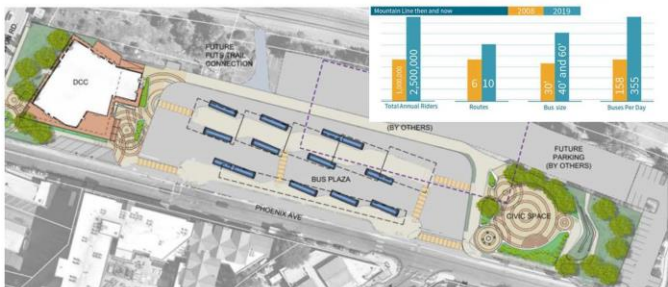 Mountain Line then and now
2008
2019
1,000,000
2,500,000
6
10
30'
40' and 60'
158
355
Total Annual Riders
Routes
Bus size
Buses Per Day
FUTURE
FUTS TRAIL
CONNECTION
DCC
(BY OTHERS)
FUTURE
PARKING
(BY OTHERS)
BUS PLAZA
CIVIC SPACE
PHOENIX AVE